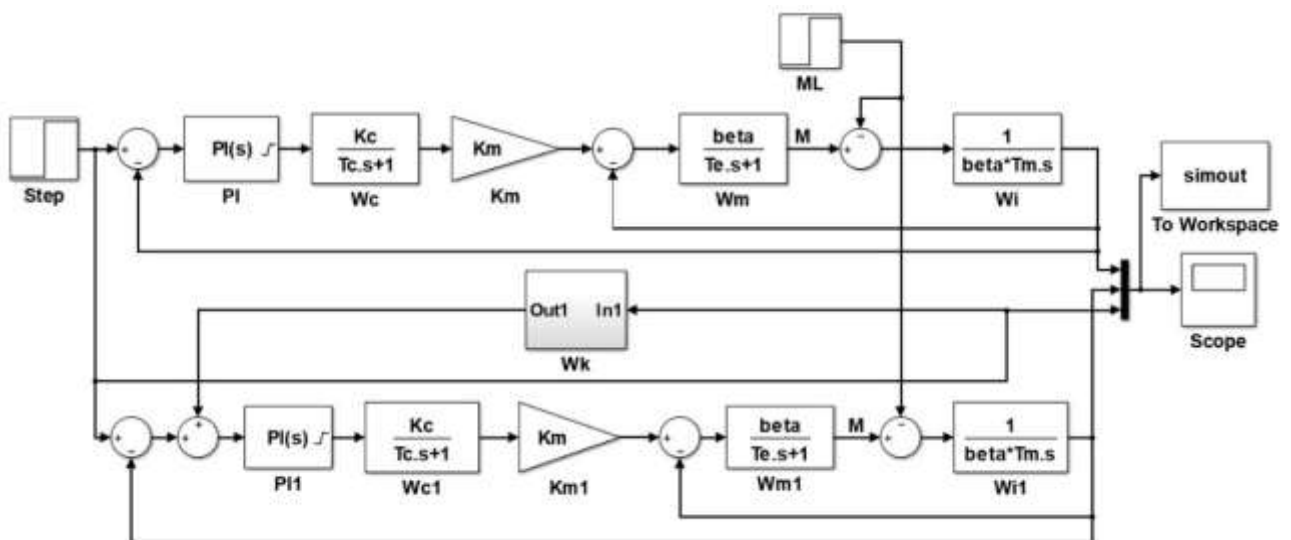 ML
Step
PI(s)
PI
Kc
Tc.s+1
Wc
Km
Km
beta
Te.s+1
Wm
M
1
beta*Tm.s
Wi
simout
To Workspace
Out1
In1
Wk
Scope
PI(s)
PI1
Kc
Tc.s+1
Wc1
Km
Km1
beta
Te.s+1
Wm1
M
1
beta*Tm.s
Wi1